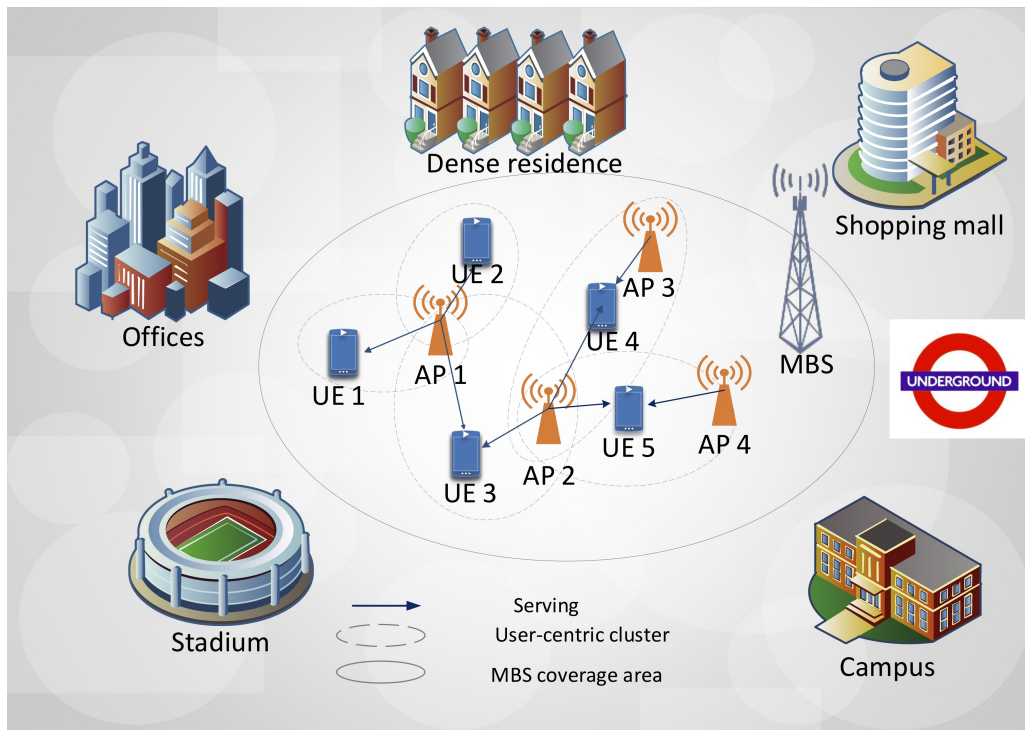 Dense residence
Shopping mall
Offices
UE 2
AP 3
UE 4
AP 1
UE 1
MBS
UNDERGROUND
UE 5
AP 4
AP 2
UE 3
Stadium
Serving
User-centric cluster
MBS coverage area
Campus